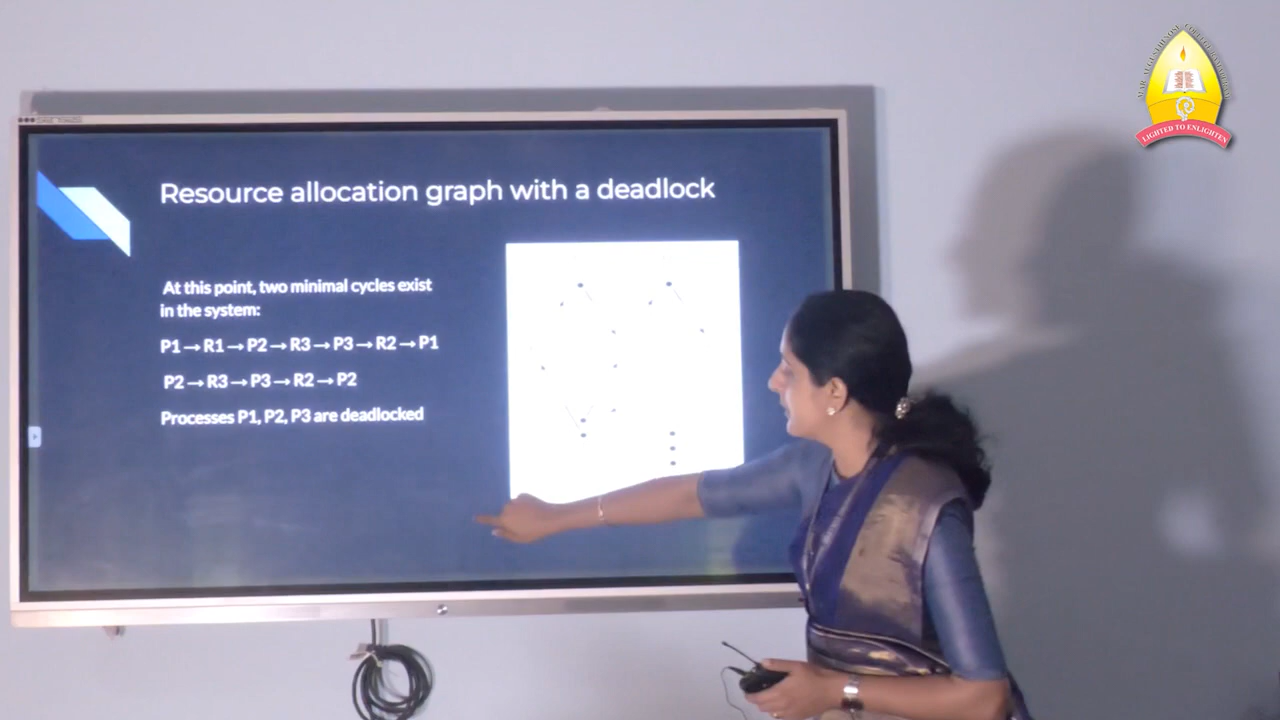 Resource allocation graph with a deadlock
At this point, two minimal cycles exist
in the system:
P1→R1→P2→R3→P3→R2→P1
P2→R3→P3→R2→P2
Processes P1, P2, P3 are deadlocked
LIGHTED TO ENLIGHTEN